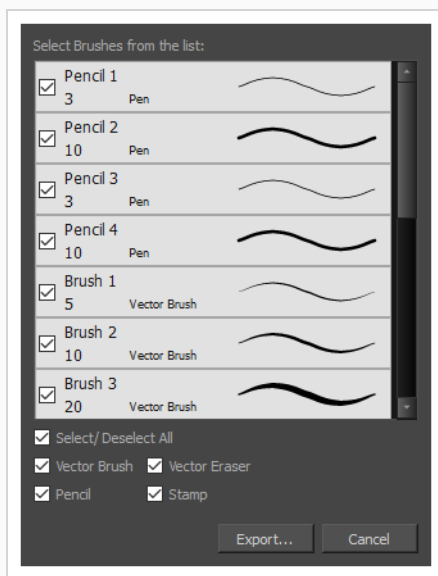 Select Brushes from the list:
Pencil 1
3 Pen
Pencil 2
10 Pen
Pencil 3
3 Pen
Pencil 4
10 Pen
Brush 1
5 Vector Brush
Brush 2
10 Vector Brush
Brush 3
20 Vector Brush
Select/ Deselect All
Vector Brush Vector Eraser
Pencil Stamp
Export... Cancel